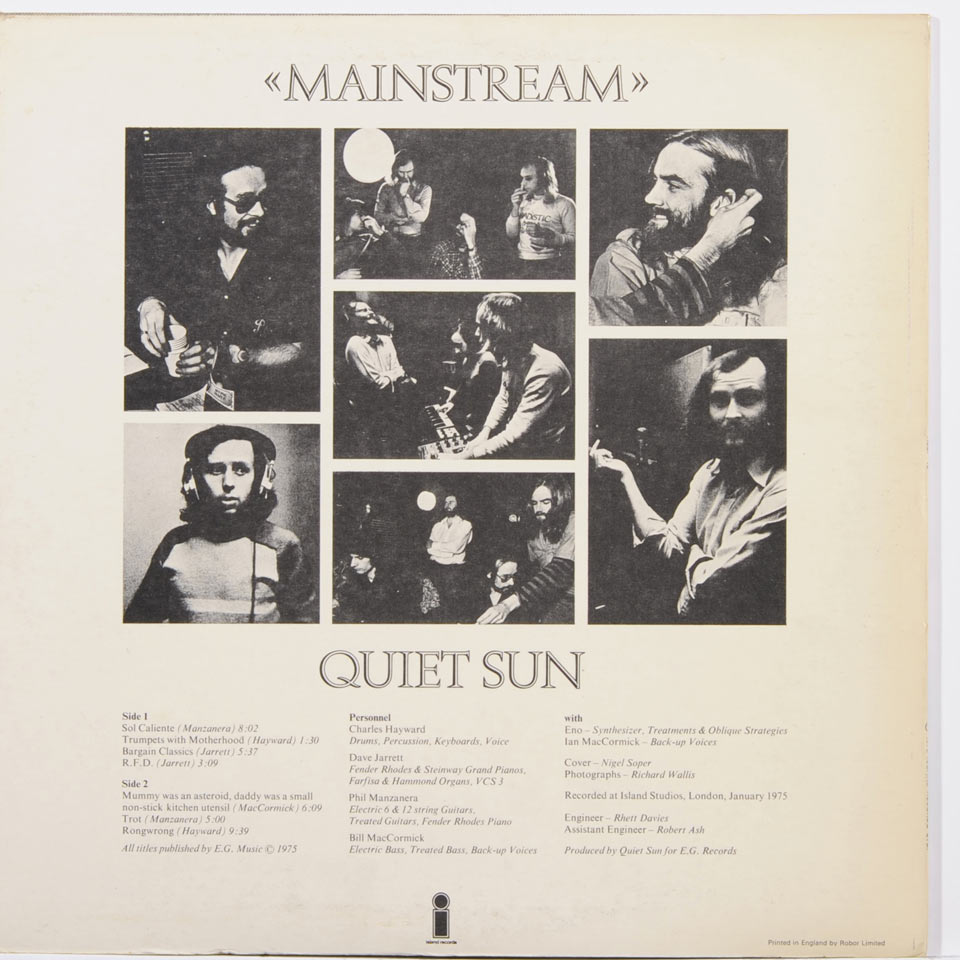 «MAINSTREAM»
QUIET SUN
Side 1
Sol Caliente (Manzanera) 8:02
Trumpets with Motherhood (Hayward) 1:30
Bargain Classics (Jarrett) 5:37
R.F.D. (Jarrett) 3:09
Side 2
Mummy was an asteroid, daddy was a small
non-stick kitchen utensil (MacCormick) 6:09
Trot (Manzanera) 5:00
Rongwrong (Hayward) 9:39
All titles published by E.G. Music © 1975
Personnel
Charles Hayward
Drums, Percussion, Keyboards, Voice
Dave Jarrett
Fender Rhodes & Steinway Grand Pianos,
Farfisa & Hammond Organs, VCS 3
Phil Manzanera
Electric 6 & 12 string Guitars,
Treated Guitars, Fender Rhodes Piano
Bill MacCormick
Electric Bass, Treated Bass, Back-up Voices
with
Eno – Synthesizer, Treatments & Oblique Strategies
Ian MacCormick – Back-up Voices
Cover – Nigel Soper
Photographs – Richard Wallis
Recorded at Island Studios, London, January 1975
Engineer – Rhett Davies
Assistant Engineer – Robert Ash
Produced by Quiet Sun for E.G. Records
island records
Printed in England by Robor Limited